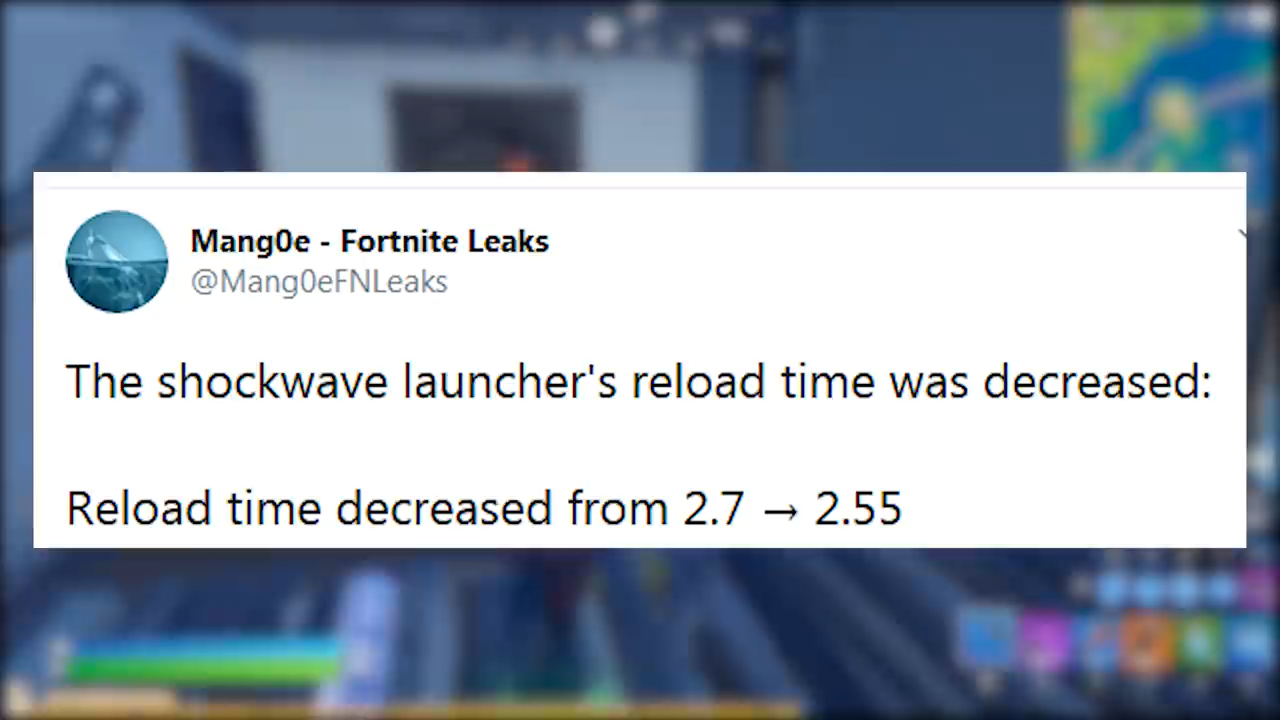 Mang0e - Fortnite Leaks
@Mang0eFNLeaks
The shockwave launcher's reload time was decreased:
Reload time decreased from 2.7 → 2.55